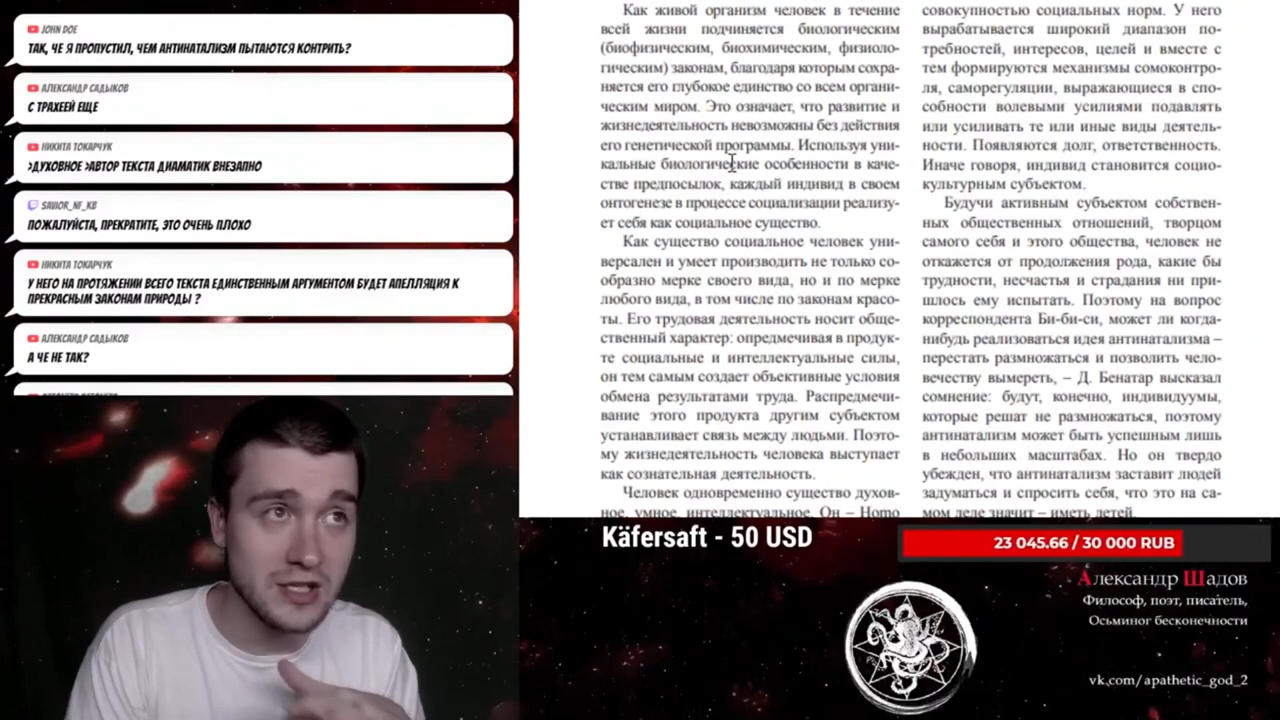 JOHN DOE
ТАК, ЧЕ Я ПРОПУСТИЛ, ЧЕМ АНТИНАТАЛИЗМ ПЫТАЮТСЯ КОНТРИТЬ?
АЛЕКСАНДР САДЫКОВ
С ТРАХЕЕЙ ЕЩЕ
НИКИТА ТОКАРЧУК
>ДУХОВНОЕ >АВТОР ТЕКСТА ДИАМАТИК ВНЕЗАПНО
SAVIOR_NF_KB
ПОЖАЛУЙСТА, ПРЕКРАТИТЕ, ЭТО ОЧЕНЬ ПЛОХО
НИКИТА ТОКАРЧУК
У НЕГО НА ПРОТЯЖЕНИИ ВСЕГО ТЕКСТА ЕДИНСТВЕННЫМ АРГУМЕНТОМ БУДЕТ АПЕЛЛЯЦИЯ К
ПРЕКРАСНЫМ ЗАКОНАМ ПРИРОДЫ ?
АЛЕКСАНДР САДЫКОВ
А ЧЕ НЕ ТАК?
Как живой организм человек в течение
всей жизни подчиняется биологическим
(биофизическим, биохимическим, физиоло-
гическим) законам, благодаря которым сохра-
няется его глубокое единство со всем органи-
ческим миром. Это означает, что развитие и
жизнедеятельность невозможны без действия
его генетической программы. Используя уни-
кальные биологические особенности в каче-
стве предпосылок, каждый индивид в своем
онтогенезе в процессе социализации реализу-
ет себя как социальное существо.
Как существо социальное человек уни-
версален и умеет производить не только со-
образно мерке своего вида, но и по мерке
любого вида, в том числе по законам красо-
ты. Его трудовая деятельность носит обще-
ственный характер: опредмечивая в продук-
те социальные и интеллектуальные силы,
он тем самым создает объективные условия
обмена результатами труда. Распредмечи-
вание этого продукта другим субъектом
устанавливает связь между людьми. Поэто-
му жизнедеятельность человека выступает
как сознательная деятельность.
Человек одновременно существо духов-
ное, умное, интеллектуальное. Он – Homo
совокупностью социальных норм. У него
вырабатывается широкий диапазон по-
требностей, интересов, целей и вместе с
тем формируются механизмы сомоконтро-
ля, саморегуляции, выражающиеся в спо-
собности волевыми усилиями подавлять
или усиливать те или иные виды деятель-
ности. Появляются долг, ответственность.
Иначе говоря, индивид становится социо-
культурным субъектом.
Будучи активным субъектом собствен-
ных общественных отношений, творцом
самого себя и этого общества, человек не
откажется от продолжения рода, какие бы
трудности, несчастья и страдания ни при-
шлось ему испытать. Поэтому на вопрос
корреспондента Би-би-си, может ли когда-
нибудь реализоваться идея антинатализма –
перестать размножаться и позволить чело-
вечеству вымереть, – Д. Бенатар высказал
сомнение: будут, конечно, индивидуумы,
которые решат не размножаться, поэтому
антинатализм может быть успешным лишь
в небольших масштабах. Но он твердо
убежден, что антинатализм заставит людей
задуматься и спросить себя, что это на са-
мом деле значит – иметь детей.
Käfersaft - 50 USD
23 045.66 / 30 000 RUB
Александр Шадов
Философ, поэт, писатель,
Осьминог бесконечности
vk.com/apathetic_god_2